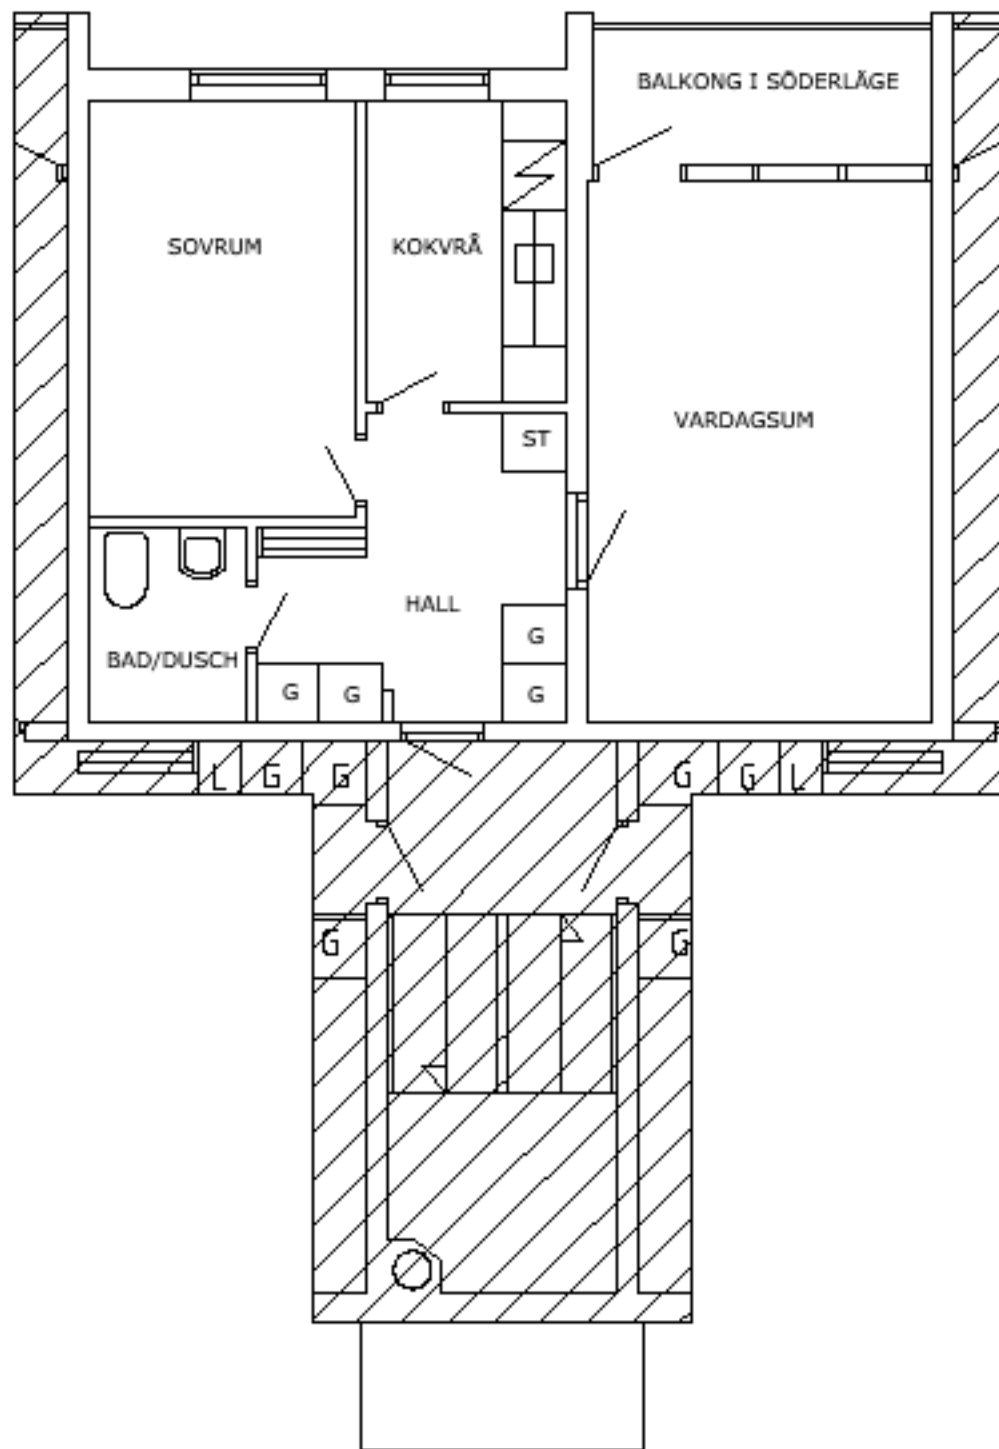 BALKONG I SÖDERLÄGE
SOVRUM
KOKVRÅ
VARDAGSUM
ST
HALL
G
BAD/DUSCH
G G G
L G G G G L
G G